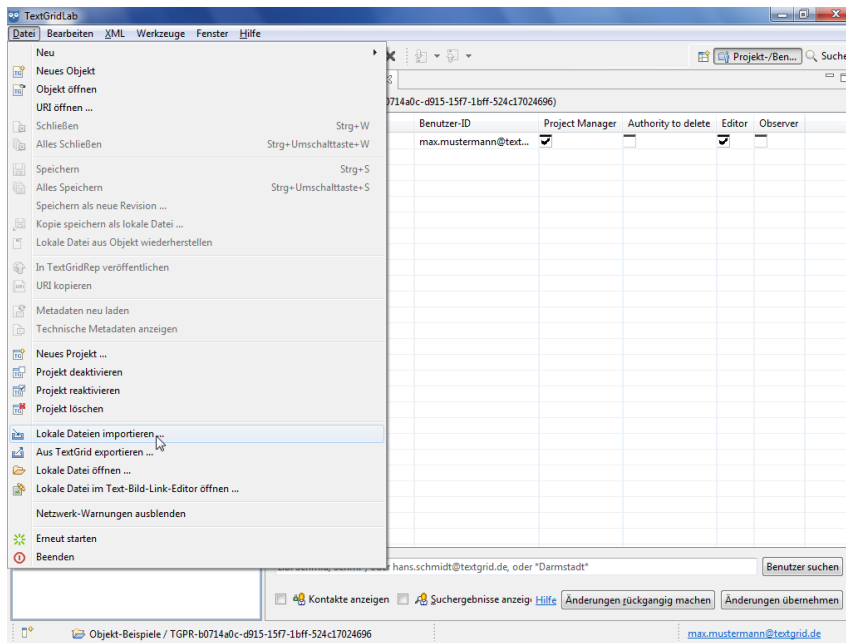 TextGridLab
Datei Bearbeiten XML Werkzeuge Fenster Hilfe
Neu
Neues Objekt
Objekt öffnen
URI öffnen ...
Schließen Strg+W
Alles Schließen Strg+Umschalttaste+W
Speichern Strg+S
Alles Speichern Strg+Umschalttaste+S
Speichern als neue Revision ...
Kopie speichern als lokale Datei ...
Lokale Datei aus Objekt wiederherstellen
In TextGridRep veröffentlichen
URI kopieren
Metadaten neu laden
Technische Metadaten anzeigen
Neues Projekt ...
Projekt deaktivieren
Projekt reaktivieren
Projekt löschen
Lokale Dateien importieren ...
Aus TextGrid exportieren ...
Lokale Datei öffnen ...
Lokale Datei im Text-Bild-Link-Editor öffnen ...
Netzwerk-Warnungen ausblenden
Erneut starten
Beenden
Projekt-/Ben... Suche
0714a0c-d915-15f7-1bff-524c17024696)
Benutzer-ID Project Manager Authority to delete Editor Observer
max.mustermann@text...
hans.schmidt@textgrid.de, oder "Darmstadt" Benutzer suchen
Kontakte anzeigen Suchergebnisse anzeig Hilfe Änderungen rückgangig machen Änderungen übernehmen
Objekt-Beispiele / TGPR-b0714a0c-d915-15f7-1bff-524c17024696 max.mustermann@textgrid.de